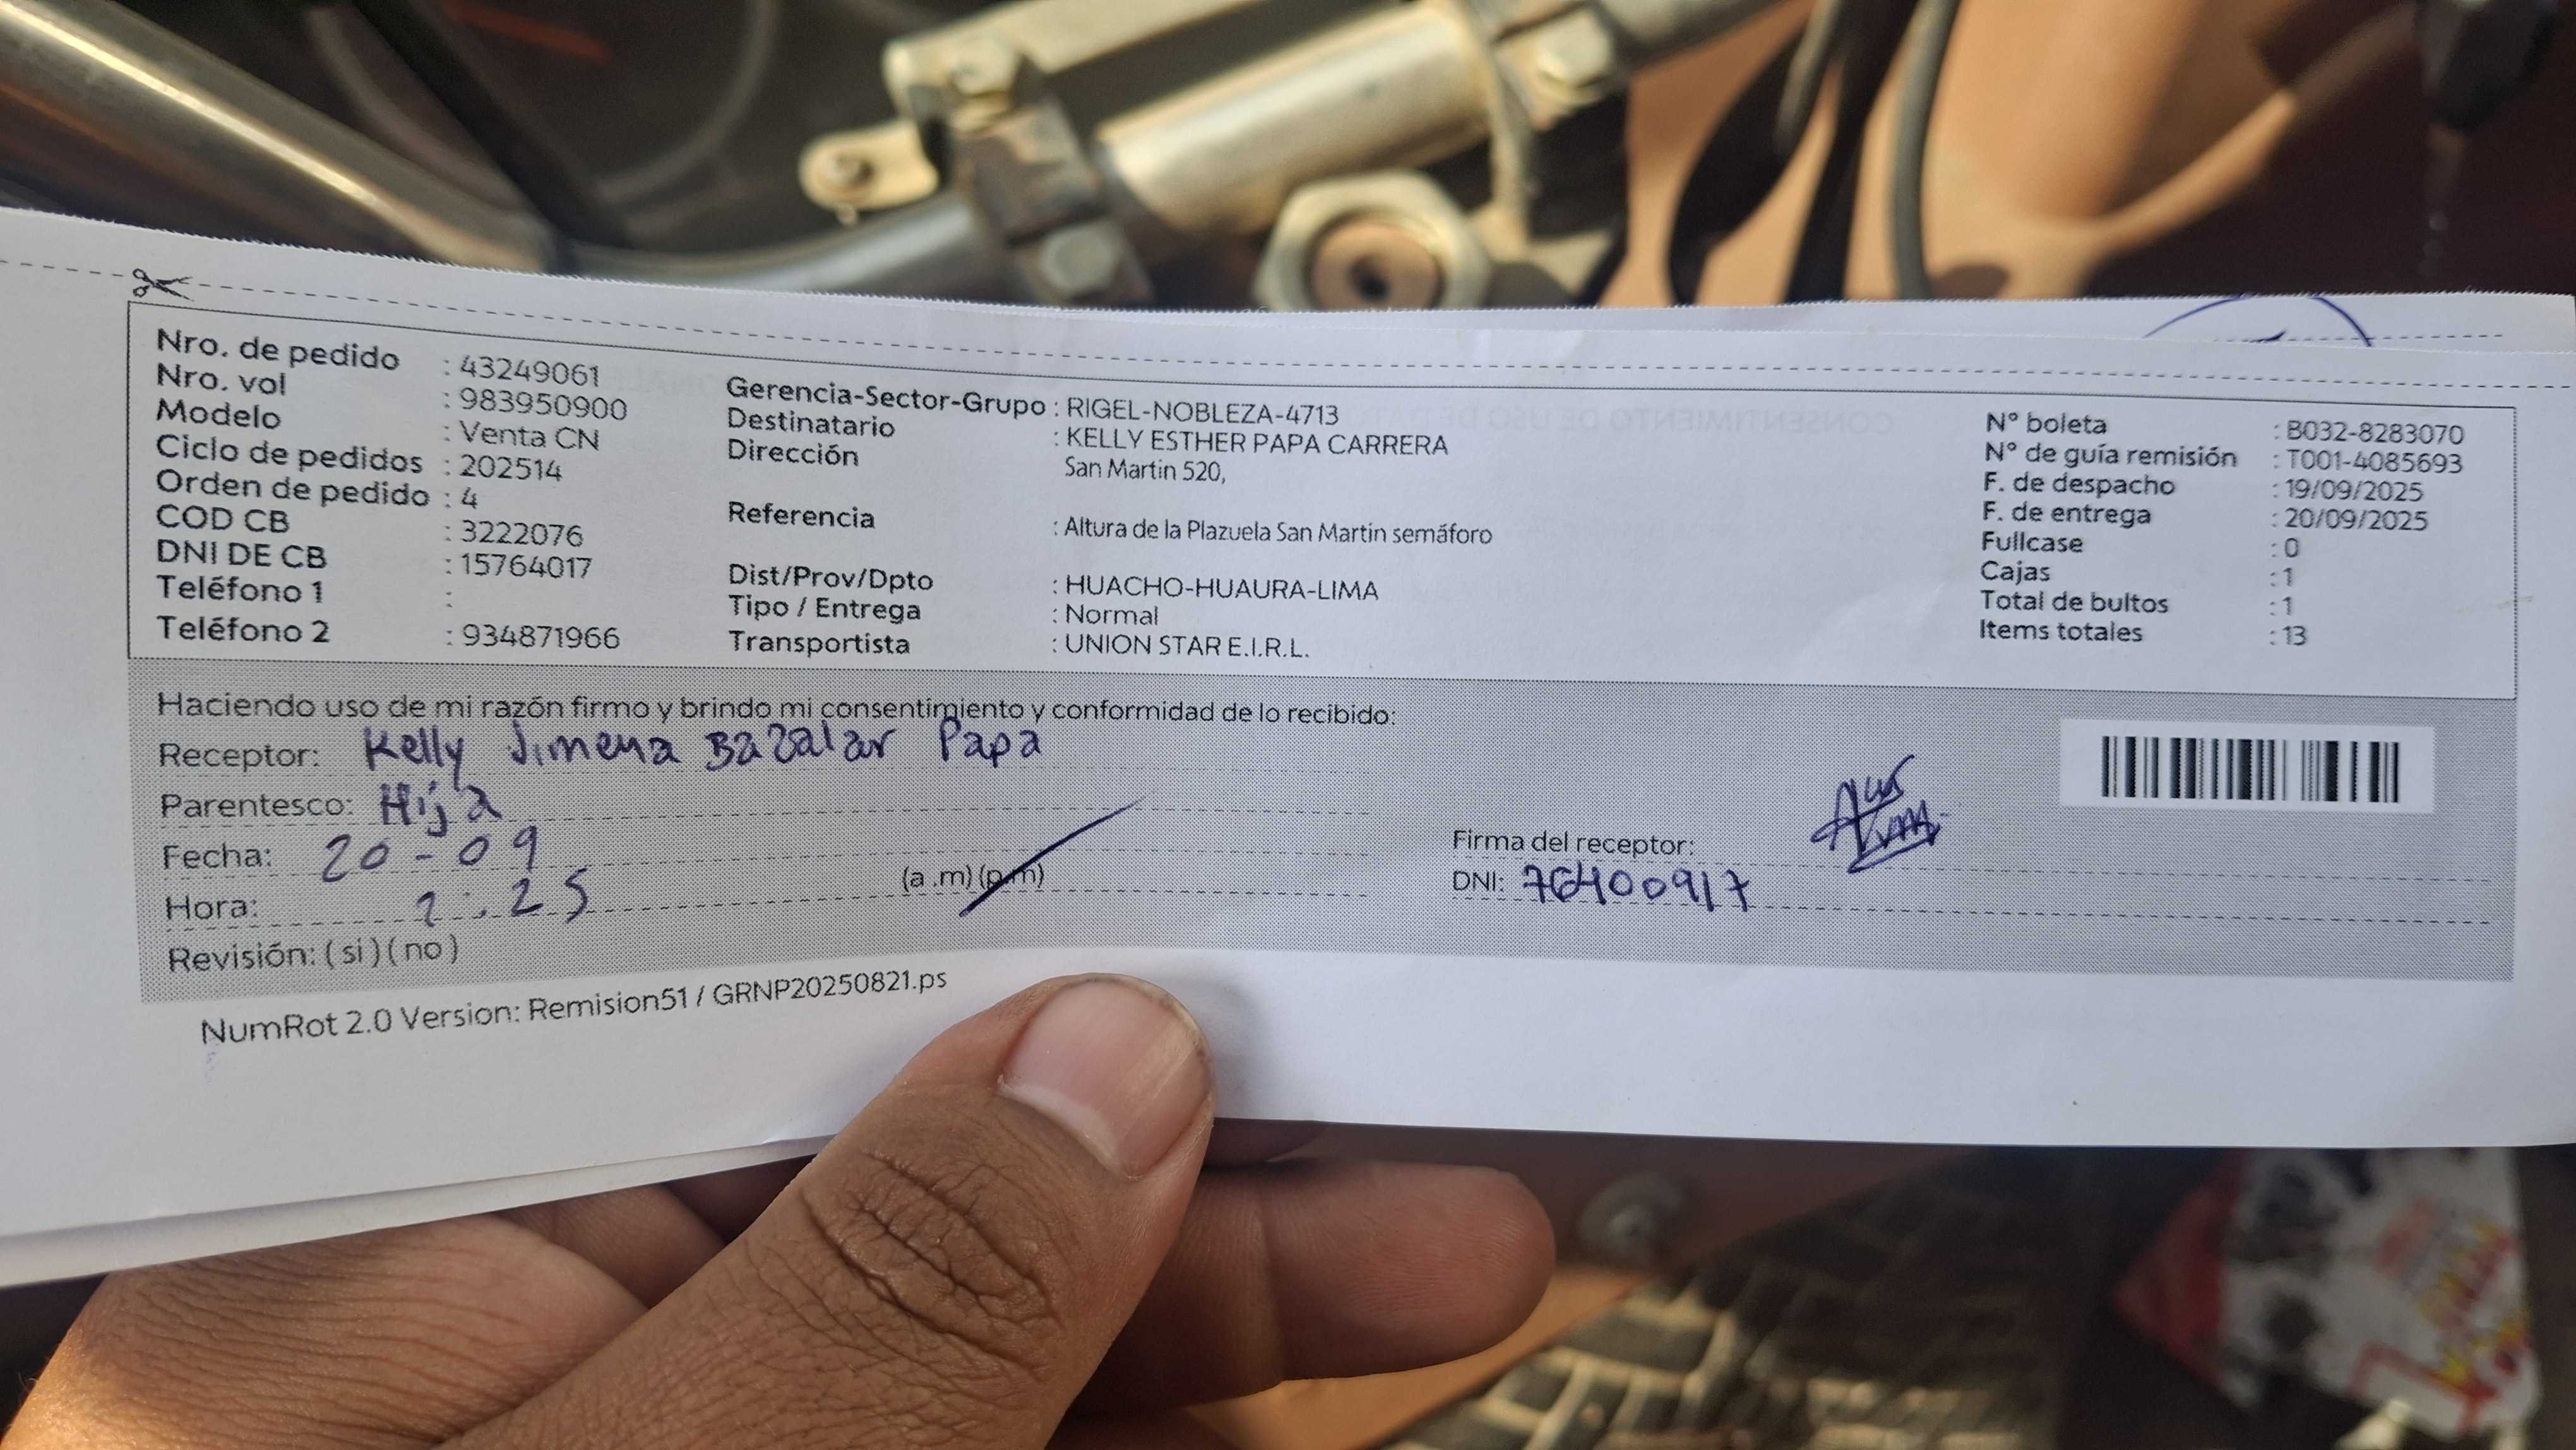 Nro. de pedido : 43249061
Nro. vol : 983950900
Modelo : Venta CN
Ciclo de pedidos : 202514
Orden de pedido : 4
COD CB : 3222076
DNI DE CB : 15764017
Teléfono 1 :
Teléfono 2 : 934871966
Gerencia-Sector-Grupo : RIGEL-NOBLEZA-4713
Destinatario : KELLY ESTHER PAPA CARRERA
Dirección San Martin 520,
Referencia : Altura de la Plazuela San Martin semáforo
Dist/Prov/Dpto : HUACHO-HUAURA-LIMA
Tipo / Entrega : Normal
Transportista : UNION STAR E.I.R.L.
N° boleta : B032-8283070
N° de guía remisión : T001-4085693
F. de despacho : 19/09/2025
F. de entrega : 20/09/2025
Fullcase : 0
Cajas : 1
Total de bultos : 1
Items totales : 13
Haciendo uso de mi razón firmo y brindo mi consentimiento y conformidad de lo recibido:
Receptor: Kelly Jimena Bazalar Papa
Parentesco: Hija
Fecha: 20-09
Hora: :25 (a.m) (p.m)
Revisión: (si) (no)
Firma del receptor:
DNI: 76400917
NumRot 2.0 Version: Remision51 / GRNP20250821.ps